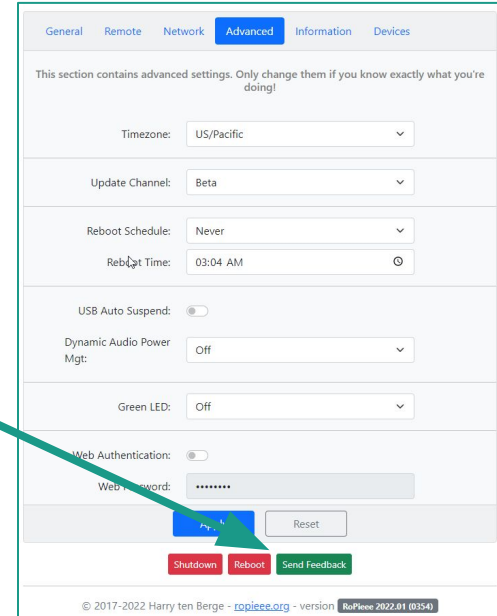 General Remote Network Advanced Information Devices
This section contains advanced settings. Only change them if you know exactly what you're
doing!
Timezone: US/Pacific
Update Channel: Beta
Reboot Schedule: Never
Reboot Time: 03:04 AM
USB Auto Suspend:
Dynamic Audio Power
Mgt: Off
Green LED: Off
Web Authentication:
Web Password: ••••••••
Reset
Shutdown Reboot Send Feedback
© 2017-2022 Harry ten Berge - ropieee.org - version RoPieee 2022.01 (0354)